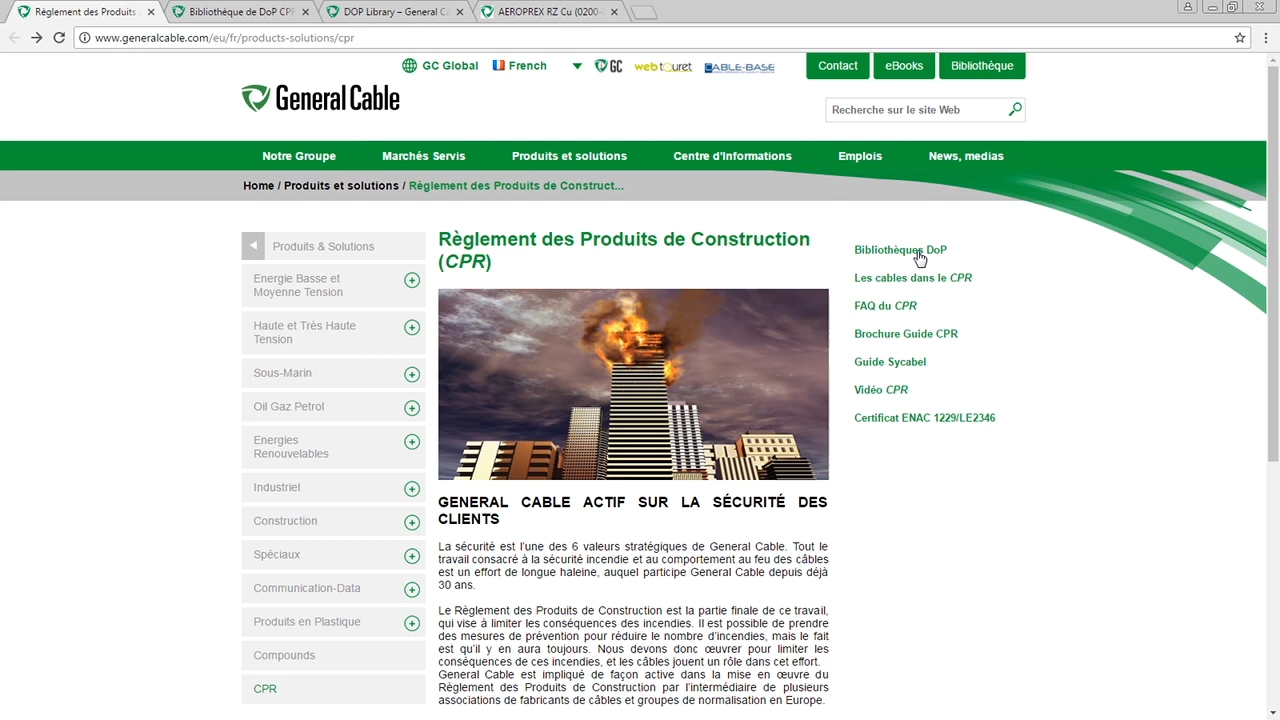 Règlement des Produits
Bibliothèque de DoP CPR
DOP Library – General Ca
AEROPREX RZ Cu (0200-
www.generalcable.com/eu/fr/products-solutions/cpr
GC Global
French
GC
webtouret
CABLE-BASE
Contact
eBooks
Bibliothèque
General Cable
Recherche sur le site Web
Notre Groupe
Marchés Servis
Produits et solutions
Centre d'Informations
Emplois
News, medias
Home / Produits et solutions / Règlement des Produits de Construct...
Produits & Solutions
Energie Basse et
Moyenne Tension
Haute et Très Haute
Tension
Sous-Marin
Oil Gaz Petrol
Energies
Renouvelables
Industriel
Construction
Spéciaux
Communication-Data
Produits en Plastique
Compounds
CPR
Règlement des Produits de Construction
(CPR)
GENERAL CABLE ACTIF SUR LA SÉCURITÉ DES
CLIENTS
La sécurité est l'une des 6 valeurs stratégiques de General Cable. Tout le
travail consacré à la sécurité incendie et au comportement au feu des câbles
est un effort de longue haleine, auquel participe General Cable depuis déjà
30 ans.
Le Règlement des Produits de Construction est la partie finale de ce travail,
qui vise à limiter les conséquences des incendies. Il est possible de prendre
des mesures de prévention pour réduire le nombre d'incendies, mais le fait
est qu'il y en aura toujours. Nous devons donc œuvrer pour limiter les
conséquences de ces incendies, et les câbles jouent un rôle dans cet effort.
General Cable est impliqué de façon active dans la mise en œuvre du
Règlement des Produits de Construction par l'intermédiaire de plusieurs
associations de fabricants de câbles et groupes de normalisation en Europe.
Bibliothèques DoP
Les cables dans le CPR
FAQ du CPR
Brochure Guide CPR
Guide Sycabel
Vidéo CPR
Certificat ENAC 1229/LE2346